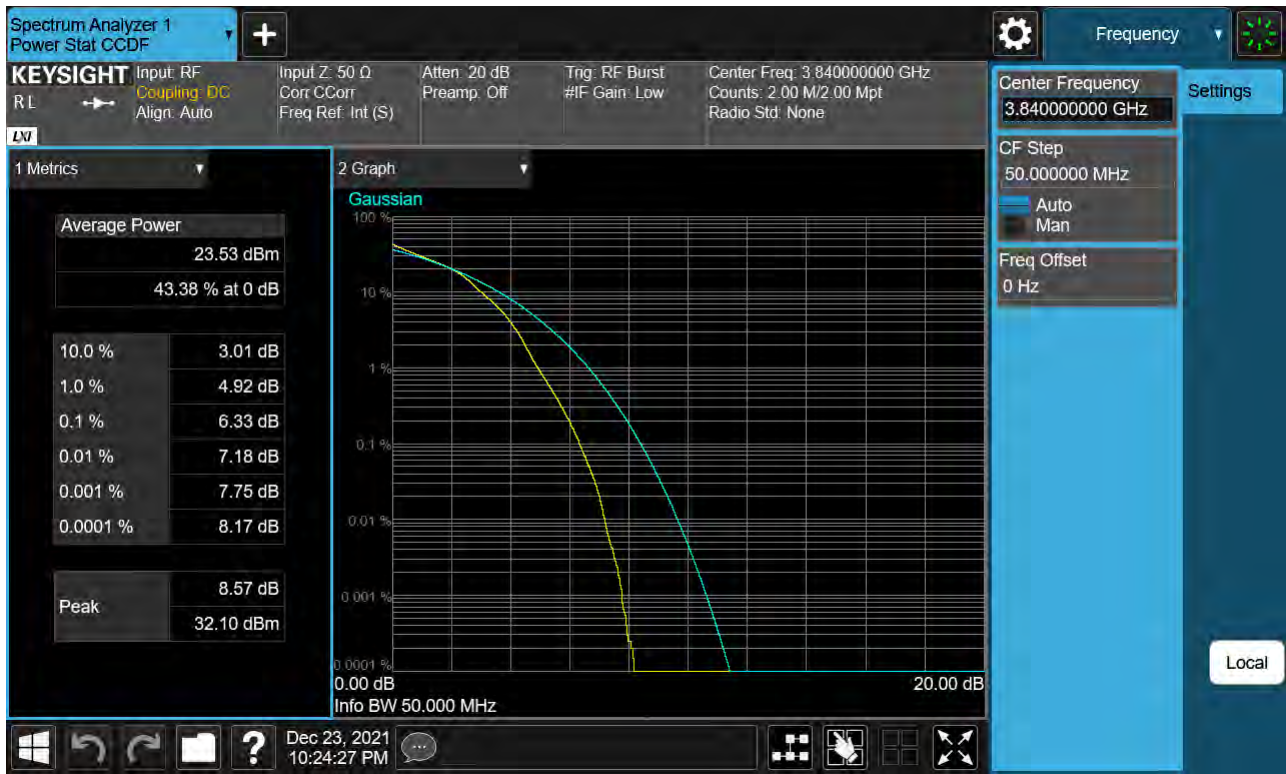 Spectrum Analyzer 1
Power Stat CCDF
Frequency
KEYSIGHT
R L
LXI
Input: RF
Coupling: DC
Align: Auto
Input Z: 50 Ω
Corr CCorr
Freq Ref: Int (S)
Atten: 20 dB
Preamp: Off
Trig: RF Burst
#IF Gain: Low
Center Freq: 3.840000000 GHz
Counts: 2.00 M/2.00 Mpt
Radio Std: None
Center Frequency
3.840000000 GHz
Settings
CF Step
50.000000 MHz
Auto
Man
Freq Offset
0 Hz
1 Metrics
Average Power
23.53 dBm
43.38 % at 0 dB
10.0 % 3.01 dB
1.0 % 4.92 dB
0.1 % 6.33 dB
0.01 % 7.18 dB
0.001 % 7.75 dB
0.0001 % 8.17 dB
Peak
8.57 dB
32.10 dBm
2 Graph
Gaussian
100 %
10 %
1 %
0.1 %
0.01 %
0.001 %
0.0001 %
0.00 dB 20.00 dB
Info BW 50.000 MHz
Local
?
Dec 23, 2021
10:24:27 PM